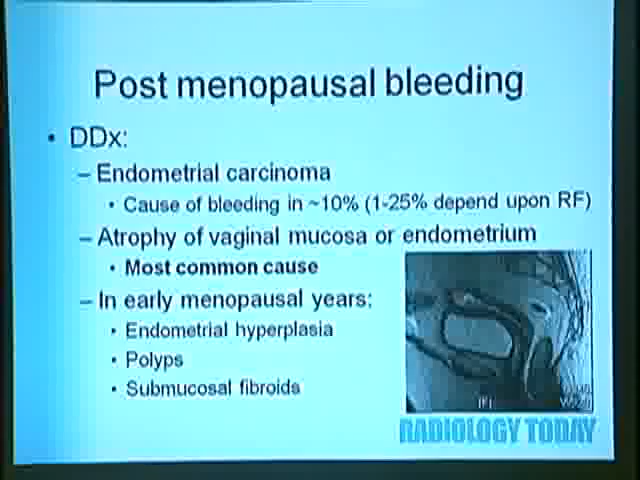 Post menopausal bleeding
• DDx:
– Endometrial carcinoma
• Cause of bleeding in ~10% (1-25% depend upon RF)
– Atrophy of vaginal mucosa or endometrium
• Most common cause
– In early menopausal years:
• Endometrial hyperplasia
• Polyps
• Submucosal fibroids
RADIOLOGY TODAY